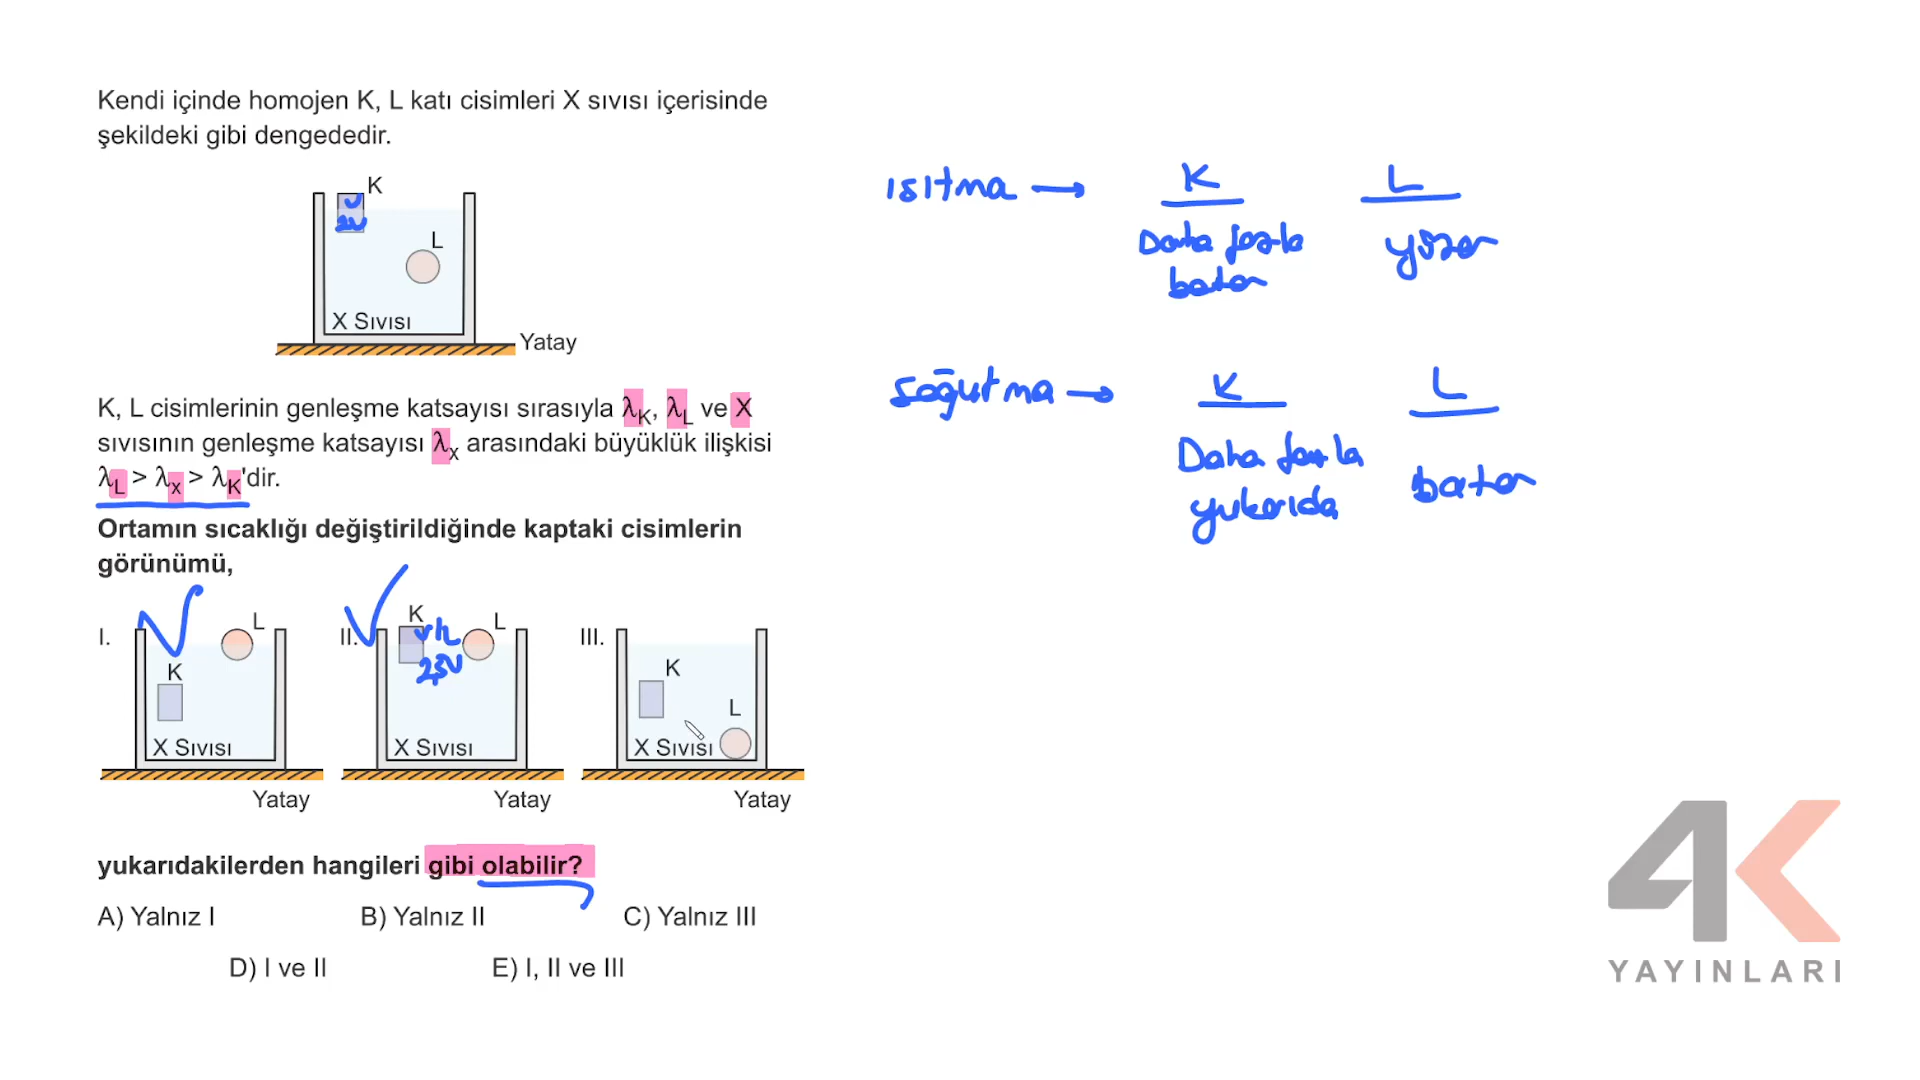 Kendi içinde homojen K, L katı cisimleri X sıvısı içerisinde
şekildeki gibi dengededir.
K
V
2V
L
X Sıvısı
Yatay
K, L cisimlerinin genleşme katsayısı sırasıyla λK, λL ve X
sıvısının genleşme katsayısı λx arasındaki büyüklük ilişkisi
λL > λx > λK'dir.
Ortamın sıcaklığı değiştirildiğinde kaptaki cisimlerin
görünümü,
I.
L
K
X Sıvısı
Yatay
II.
K
L
X Sıvısı
Yatay
III.
K
L
X Sıvısı
Yatay
yukarıdakilerden hangileri gibi olabilir?
A) Yalnız I B) Yalnız II C) Yalnız III
D) I ve II E) I, II ve III
ısıtma → K L
Daha fazla
batar
yüzer
soğutma → K L
Daha fazla
yukarıda
batar
4K
YAYINLARI